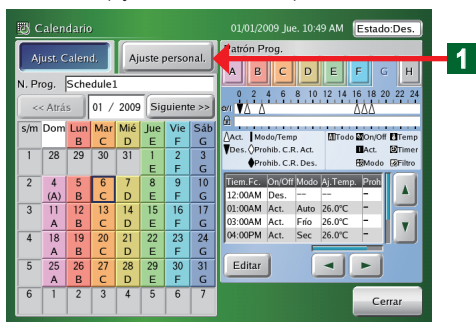 Calendario
01/01/2009 Jue. 10:49 AM Estado:Des.
Ajust. Calend. Ajuste personal.
1
Patrón Prog.
A B C D E F G H
N. Prog. Schedule1
<< Atrás 01 / 2009 Siguiente >>
0 2 4 6 8 10 12 14 16 18 20 22 24
s/m Dom Lun Mar Mié Jue Vie Sáb
B C D E F G
1 28 29 30 31 1 2 3
E F G
2 4 5 6 7 8 9 10
(A) B C D E F G
3 11 12 13 14 15 16 17
A B C D E F G
4 18 19 20 21 22 23 24
A B C D E F G
5 25 26 27 28 29 30 31
A B C D E F G
6 1 2 3 4 5 6 7
Act. Modo/Temp Todo On/Off Temp
Des. Prohib. C.R. Act. Act. Timer
Prohib. C.R. Des. Modo Filtro
Tiem.Fc. On/Off Modo Aj.Temp. Proh
12:00AM Des. -- -- –
01:00AM Act. Auto 26.0°C –
03:00AM Act. Frío 26.0°C –
04:00PM Act. Sec 26.0°C –
Editar
Cerrar